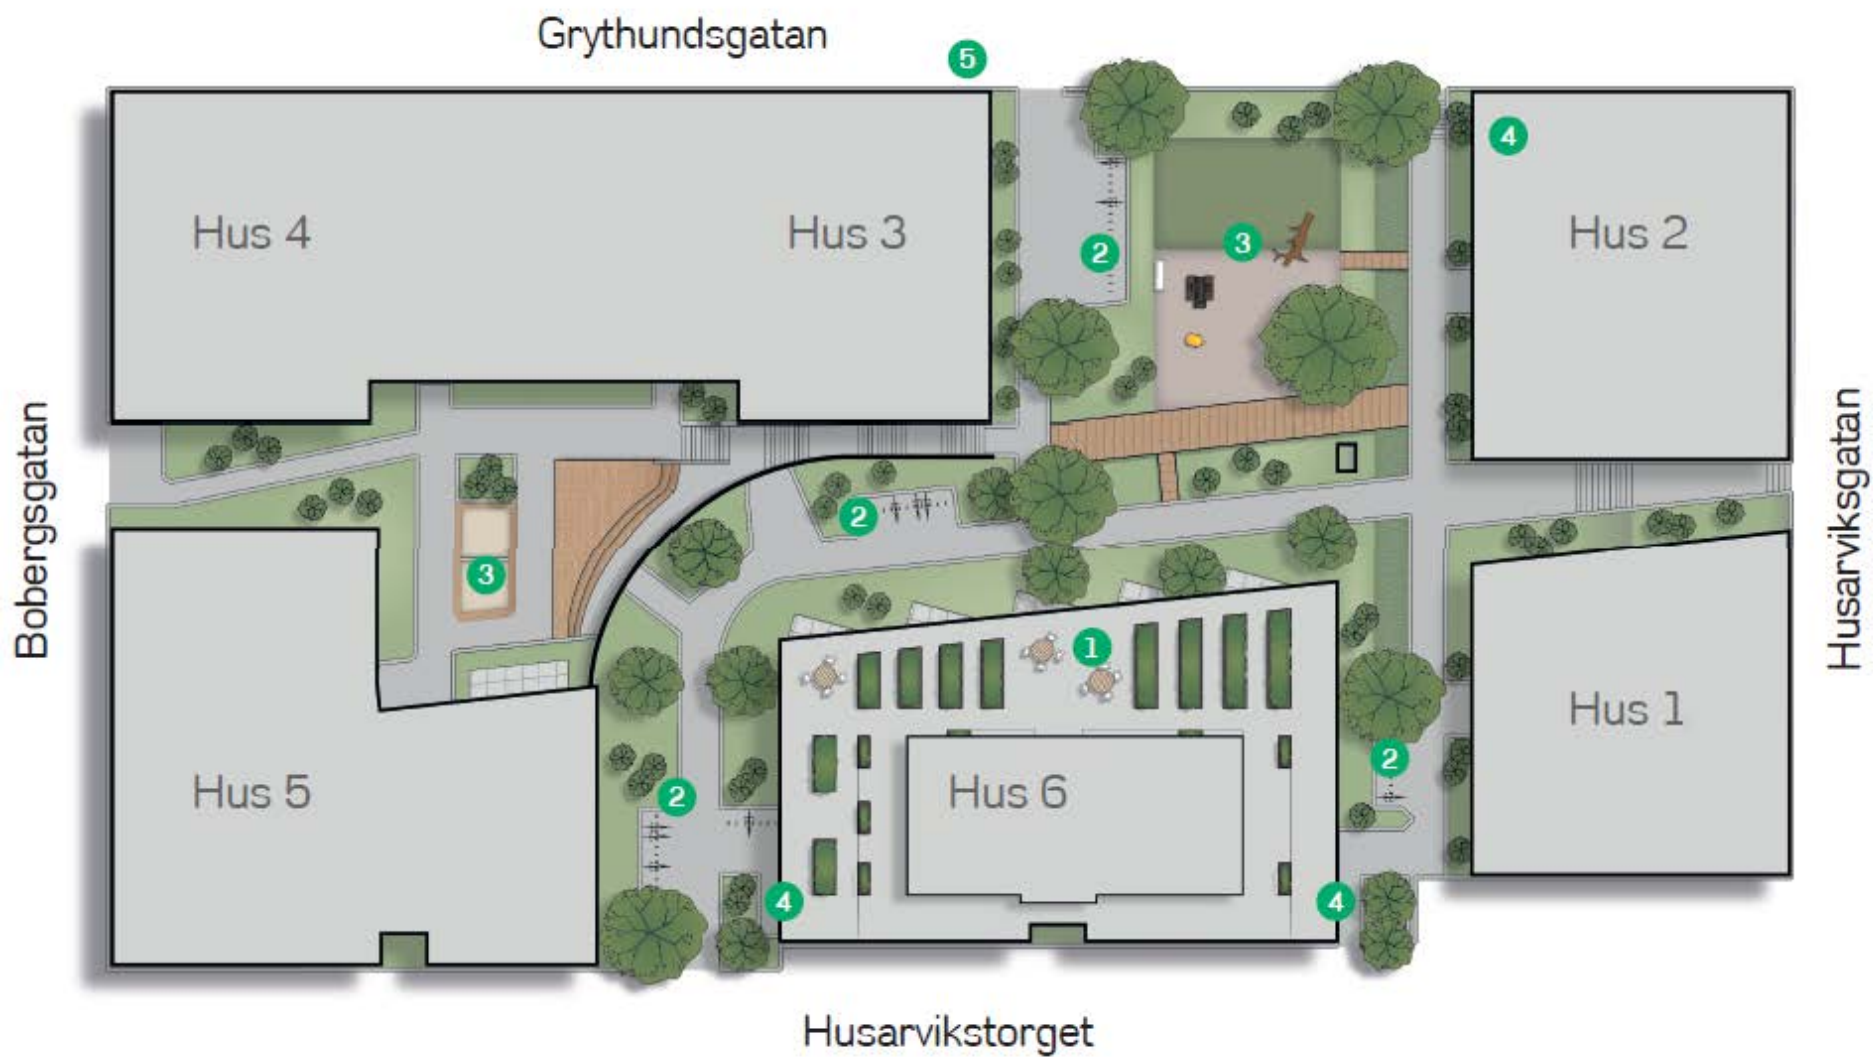 Grythundsgatan
5
4
Hus 4
Hus 3
2
3
Hus 2
Bobergsgatan
Husarviksgatan
2
3
1
Hus 1
2
Hus 5
2
Hus 6
4
4
Husarvikstorget